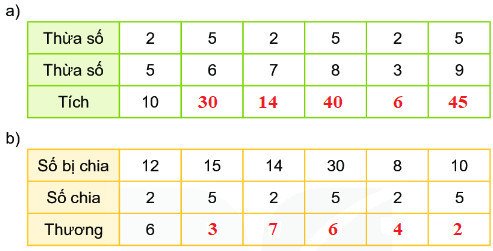 a)
Thừa số 2 5 2 5 2 5
Thừa số 5 6 7 8 3 9
Tích 10 30 14 40 6 45
b)
Số bị chia 12 15 14 30 8 10
Số chia 2 5 2 5 2 5
Thương 6 3 7 6 4 2